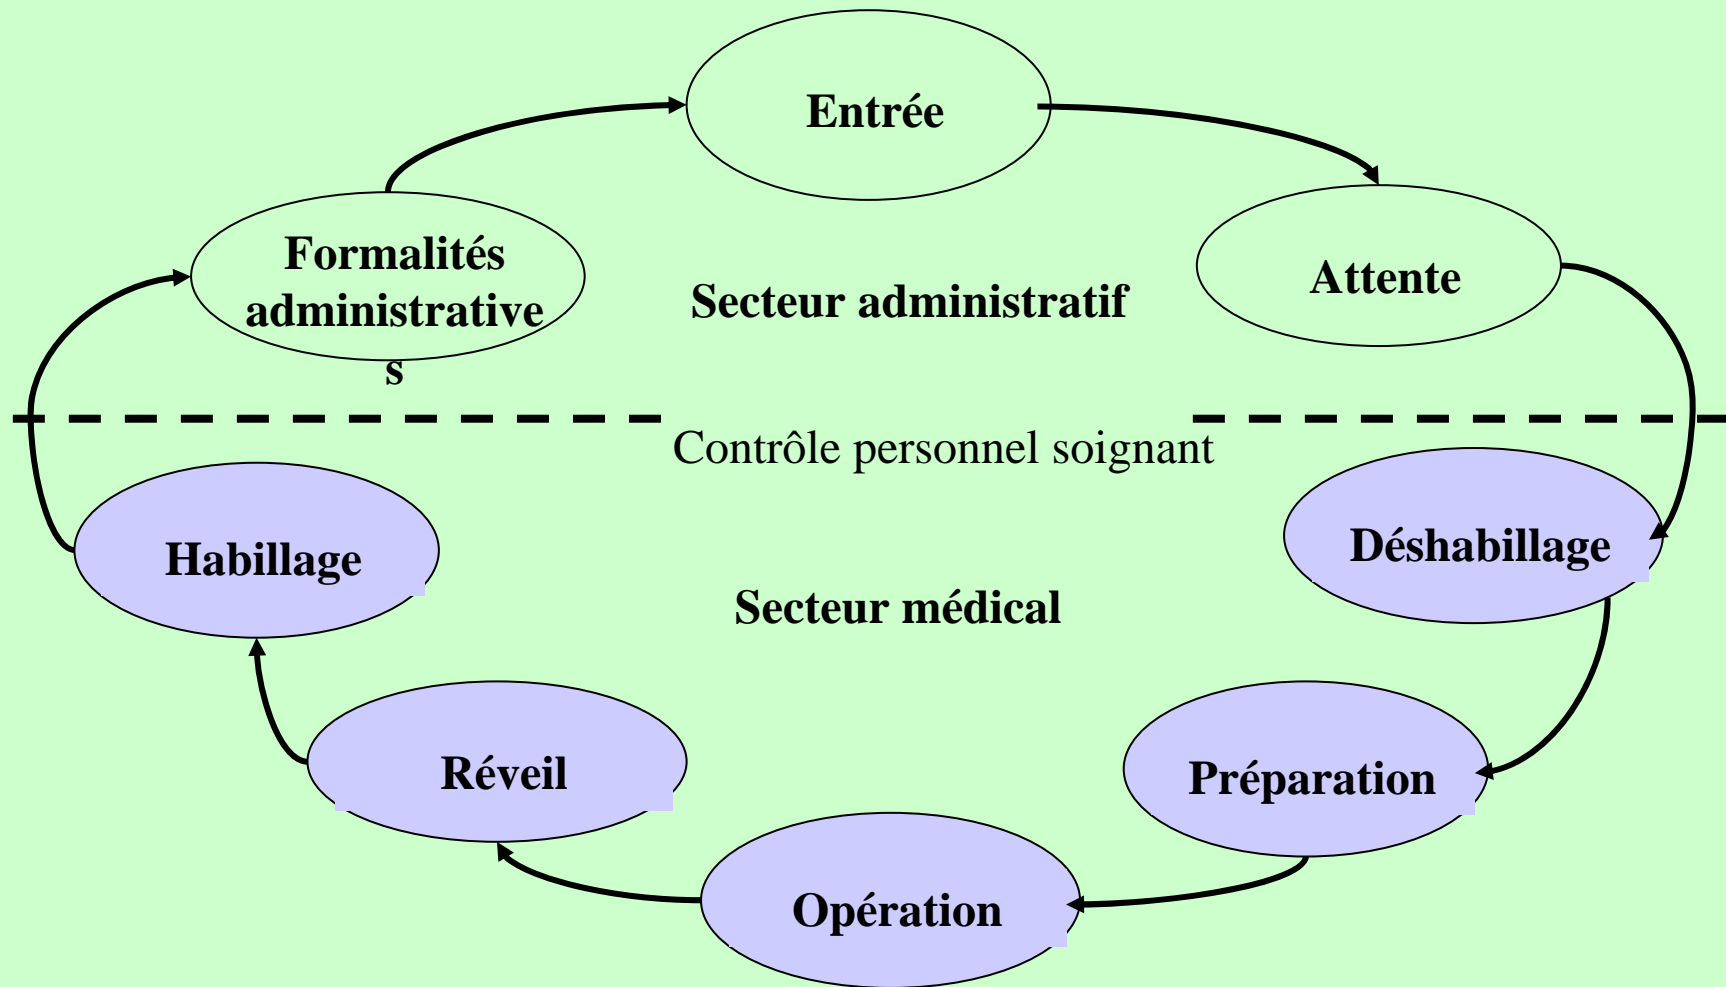 Entrée
Formalités
administrative
s
Secteur administratif
Attente
Contrôle personnel soignant
Habillage
Déshabillage
Secteur médical
Réveil
Préparation
Opération